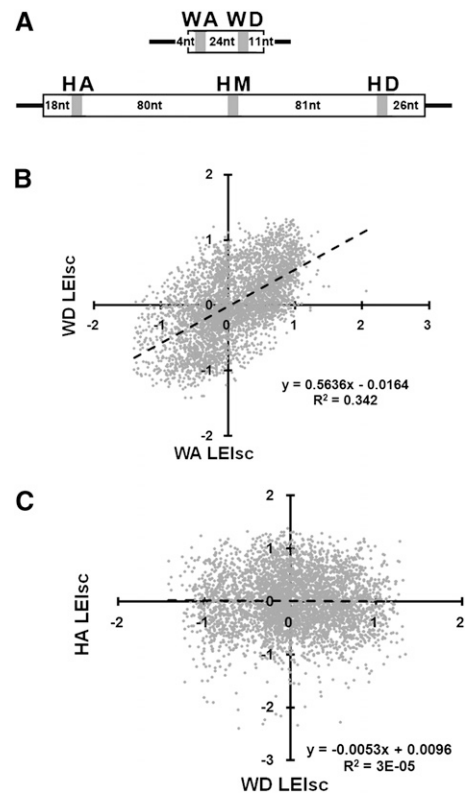 A
WA WD
4nt 24nt 11nt
HA HM HD
18nt 80nt 81nt 26nt
B
2
1
0
-2 -1 0 1 2 3
-1
-2
WD LEIsc
y = 0.5636x - 0.0164
R² = 0.342
WA LEIsc
C
2
1
0
-2 -1 0 1 2
-1
-2
-3
HA LEIsc
y = -0.0053x + 0.0096
R² = 3E-05
WD LEIsc